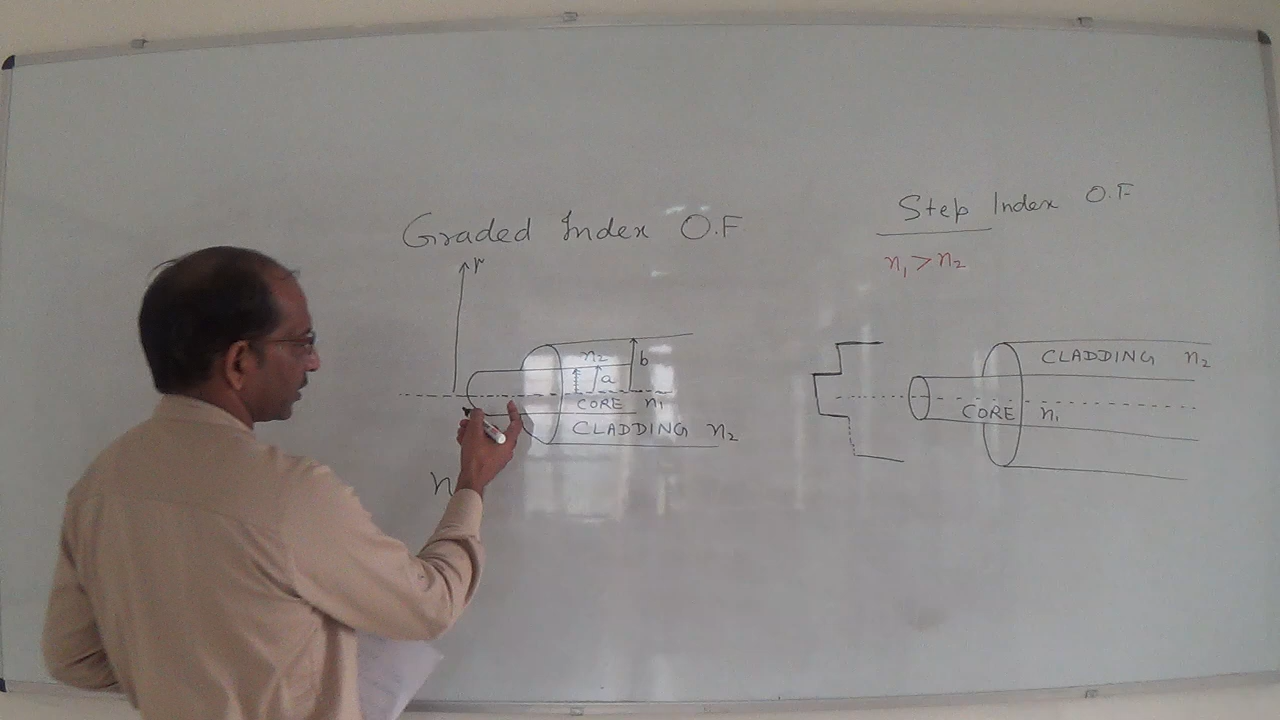 Graded Index O.F
r
n₂
b
a
CORE n₁
CLADDING n₂
n
Step Index O.F
n₁ > n₂
CLADDING n₂
CORE n₁